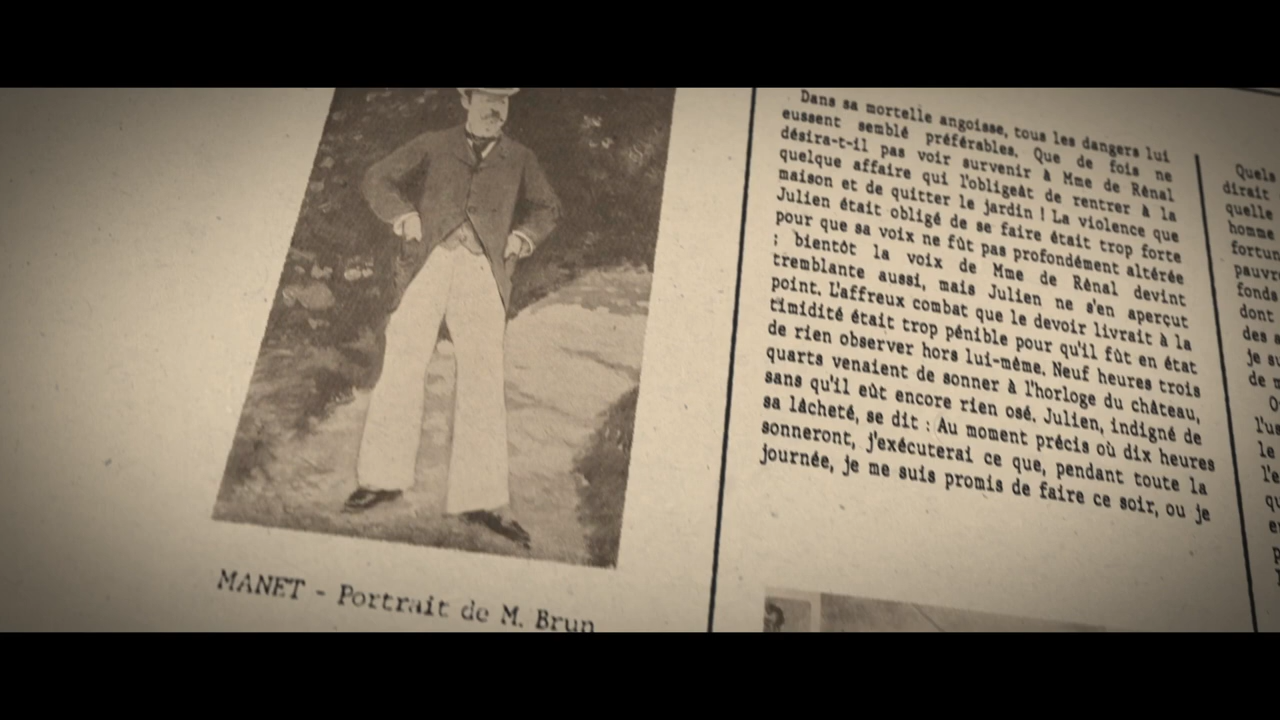 MANET - Portrait de M. Brun
Dans sa mortelle angoisse, tous les dangers lui
eussent semblé préférables. Que de fois ne
désira-t-il pas voir survenir à Mme de Rênal
quelque affaire qui l'obligeât de rentrer à la
maison et de quitter le jardin ! La violence que
Julien était obligé de se faire était trop forte
pour que sa voix ne fût pas profondément altérée
; bientôt la voix de Mme de Rênal devint
tremblante aussi, mais Julien ne s'en aperçut
point. L'affreux combat que le devoir livrait à la
timidité était trop pénible pour qu'il fût en état
de rien observer hors lui-même. Neuf heures trois
quarts venaient de sonner à l'horloge du château,
sans qu'il eût encore rien osé. Julien, indigné de
sa lâcheté, se dit : Au moment précis où dix heures
sonneront, j'exécuterai ce que, pendant toute la
journée, je me suis promis de faire ce soir, ou je
Quels
dirait
quelle
homme
fortun
pauvr
fonds
dont
des
je su
de
l'us
le
l'e
qu